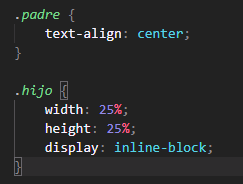 .padre {
    text-align: center;
}

.hijo {
    width: 25%;
    height: 25%;
    display: inline-block;
}